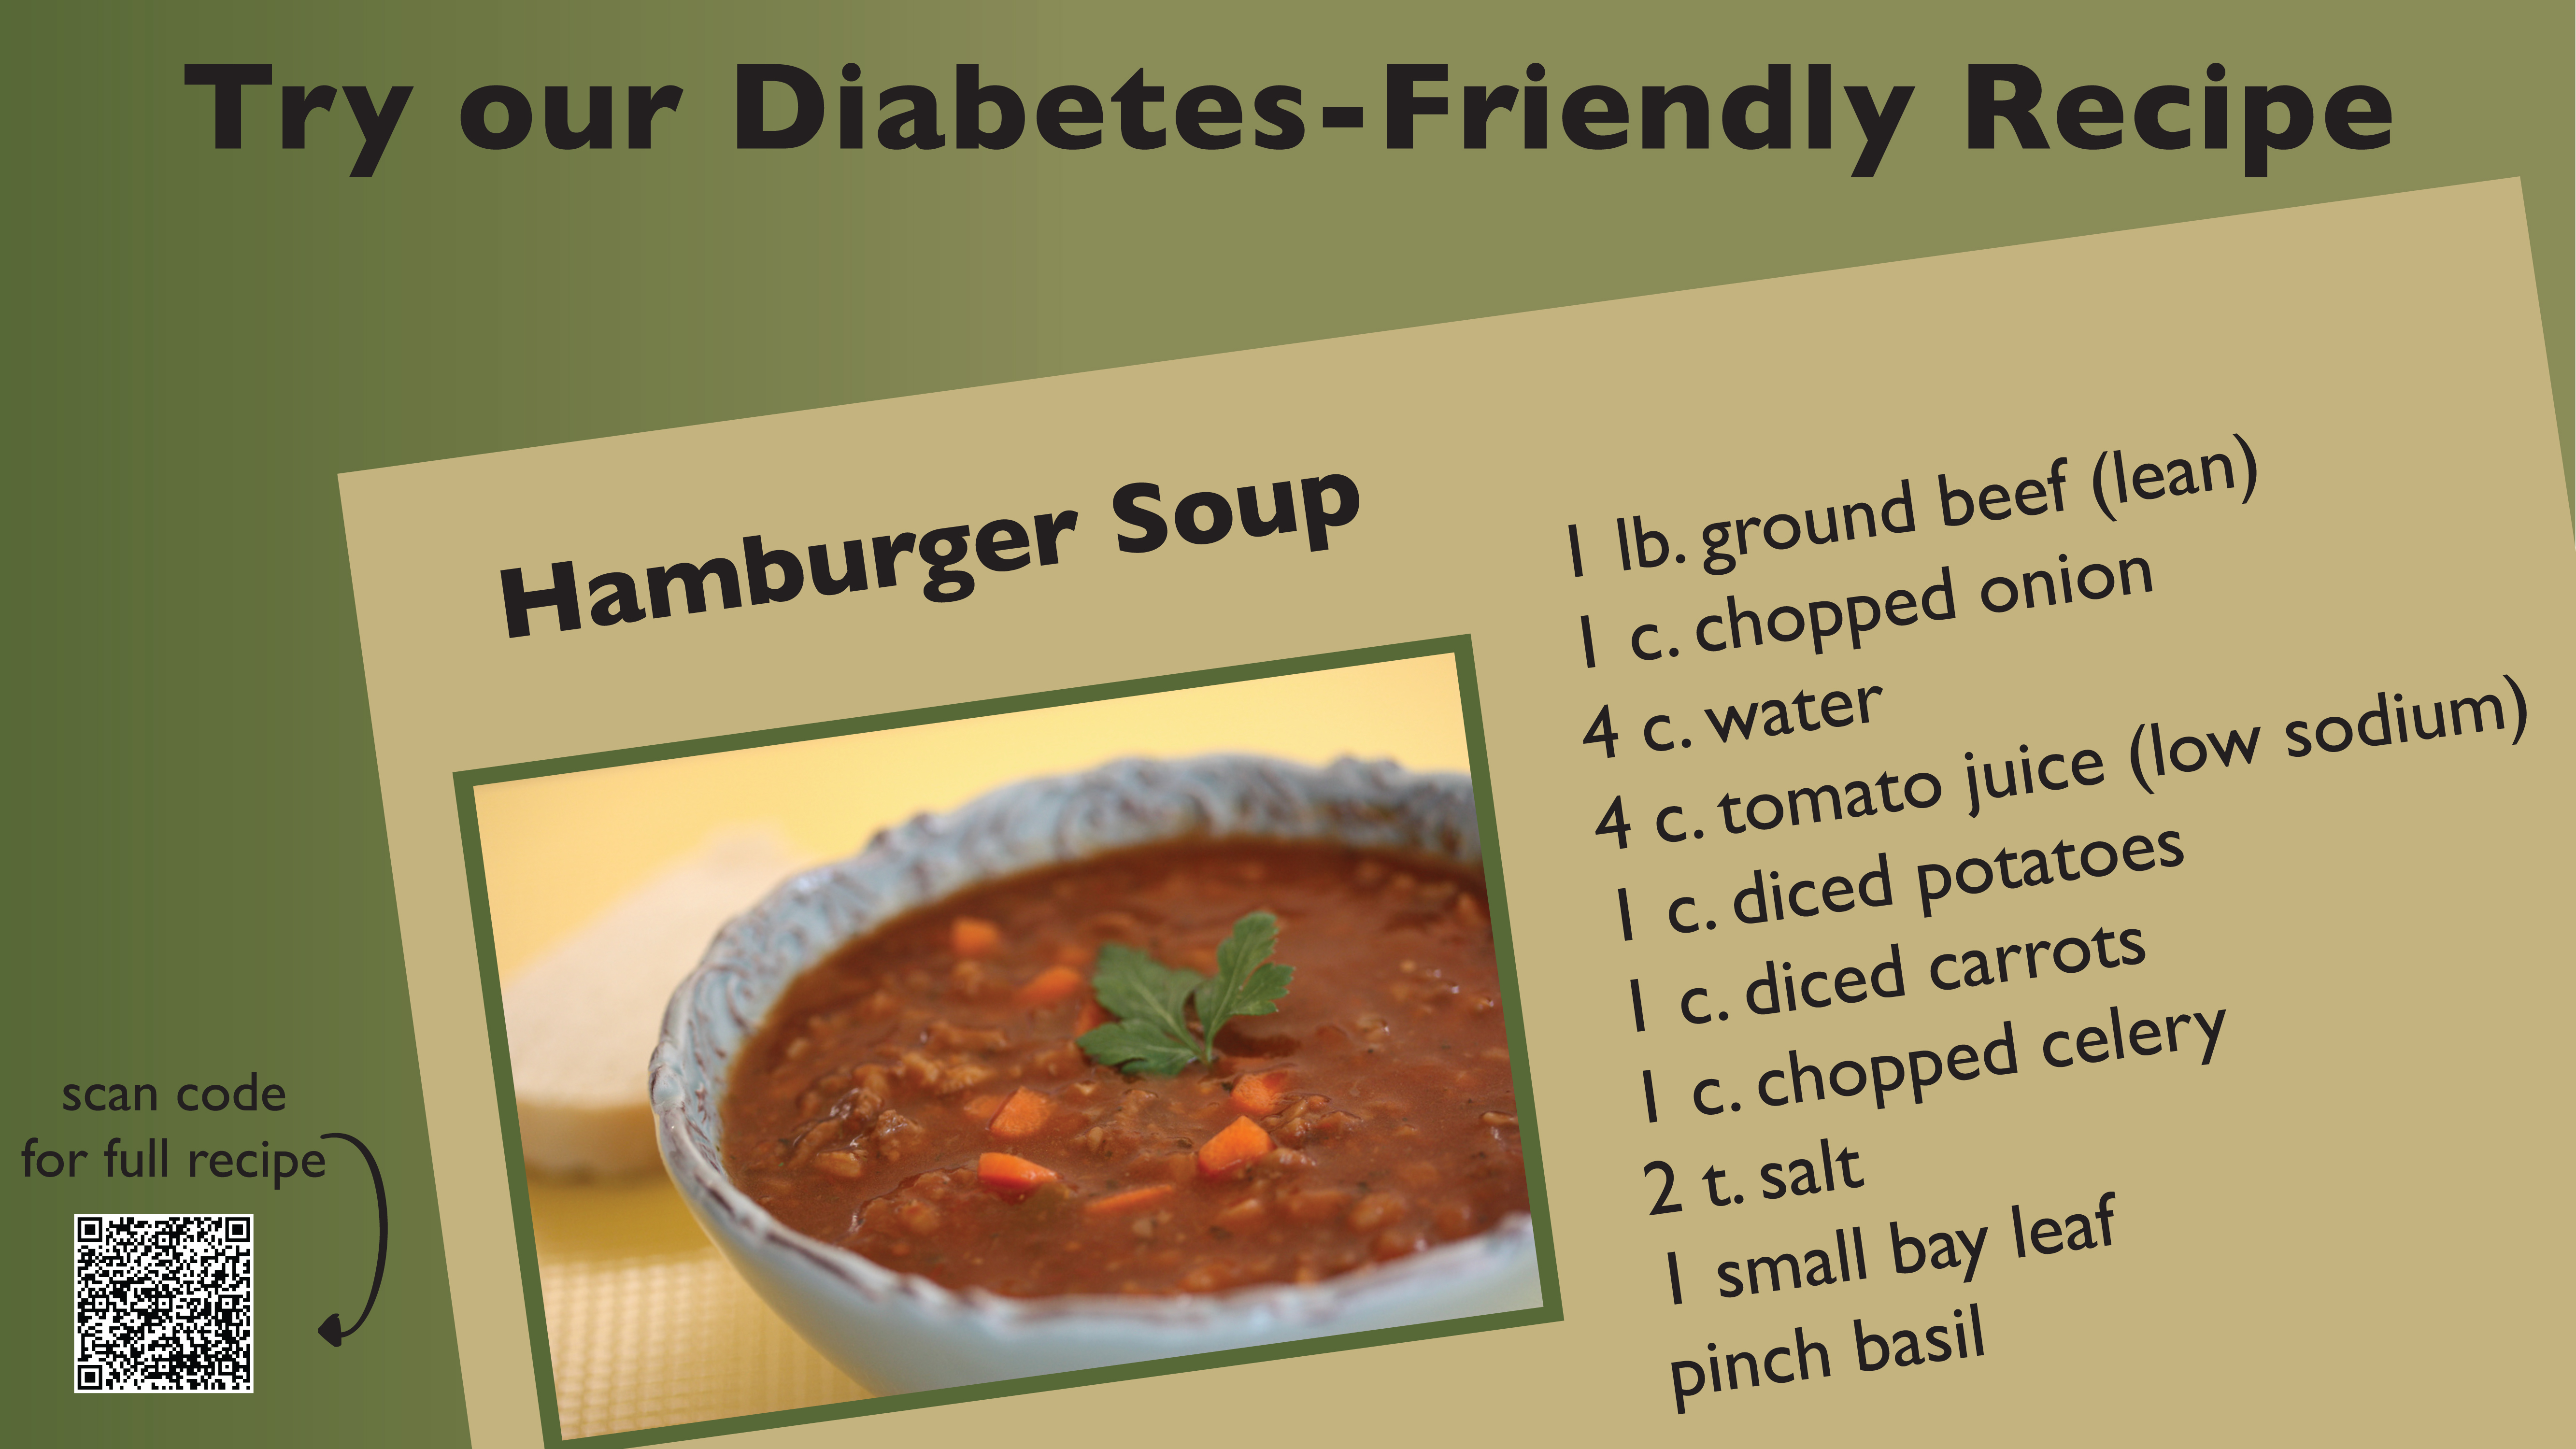 Try our Diabetes-Friendly Recipe
Hamburger Soup
1 lb. ground beef (lean)
1 c. chopped onion
4 c. water
4 c. tomato juice (low sodium)
1 c. diced potatoes
1 c. diced carrots
1 c. chopped celery
2 t. salt
1 small bay leaf
pinch basil
scan code
for full recipe